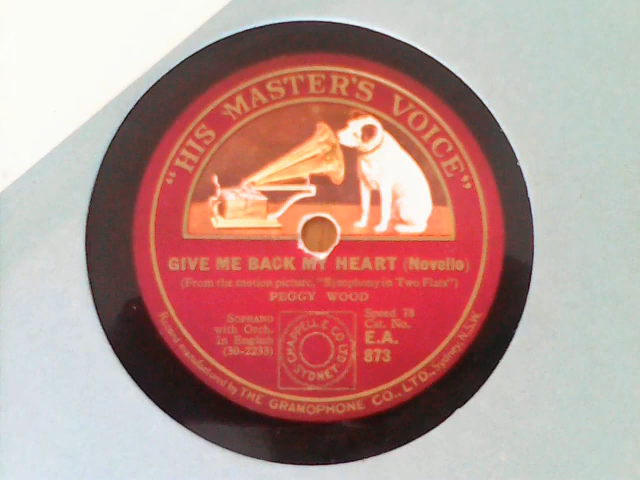 "HIS MASTER'S VOICE"
GIVE ME BACK MY HEART (Novello)
(From the motion picture, "Symphony in Two Flats")
PEGGY WOOD
SOPRANO
with Orch.
In English
(30-2233)
CHAPPELL & CO LTD
SYDNEY
Speed 78
Cat. No.
E.A.
873
Record manufactured by THE GRAMOPHONE CO., LTD., Sydney, N.S.W.